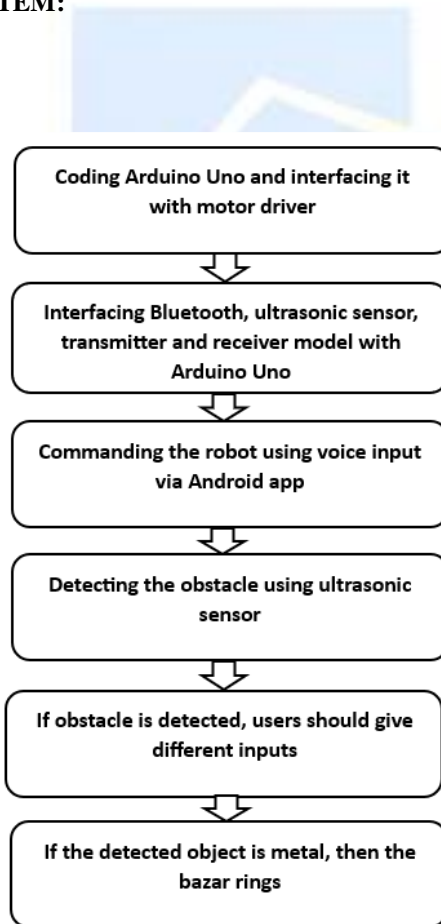 TEM:
Coding Arduino Uno and interfacing it
with motor driver
Interfacing Bluetooth, ultrasonic sensor,
transmitter and receiver model with
Arduino Uno
Commanding the robot using voice input
via Android app
Detecting the obstacle using ultrasonic
sensor
If obstacle is detected, users should give
different inputs
If the detected object is metal, then the
bazar rings